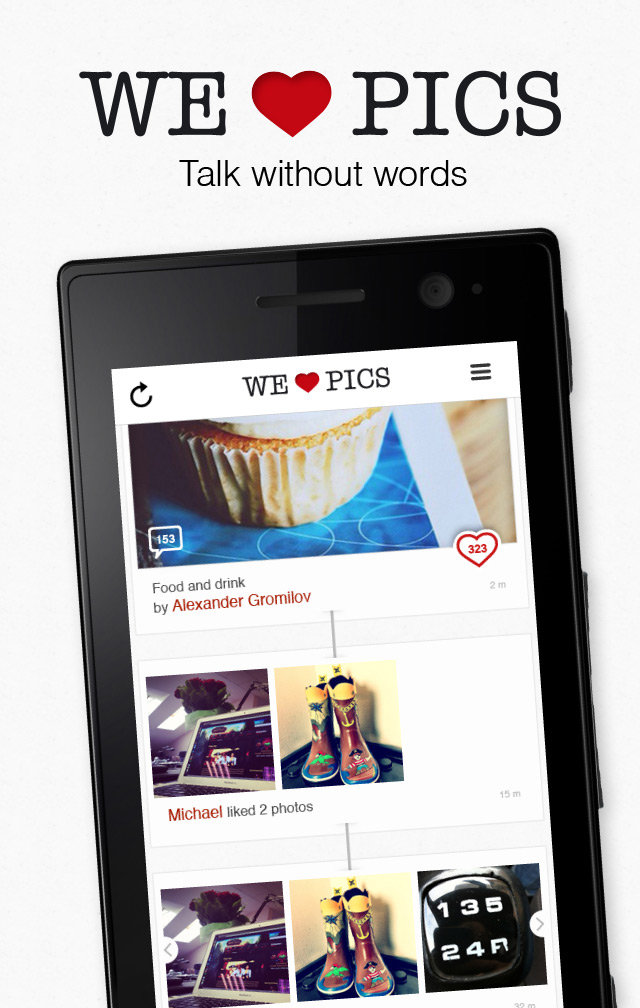 WE PICS
Talk without words
WE PICS
153
323
Food and drink
by Alexander Gromilov
2 m
Michael liked 2 photos
15 m
1 3 5
2 4 R
32 m